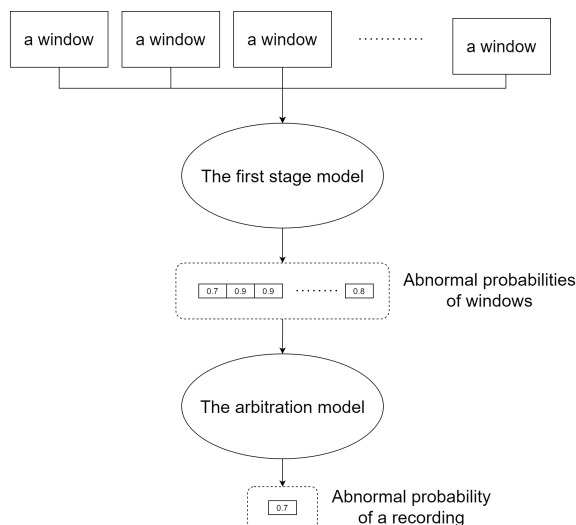 a window a window a window ........... a window
The first stage model
0.7 0.9 0.9 ........ 0.8
Abnormal probabilities
of windows
The arbitration model
0.7
Abnormal probability
of a recording